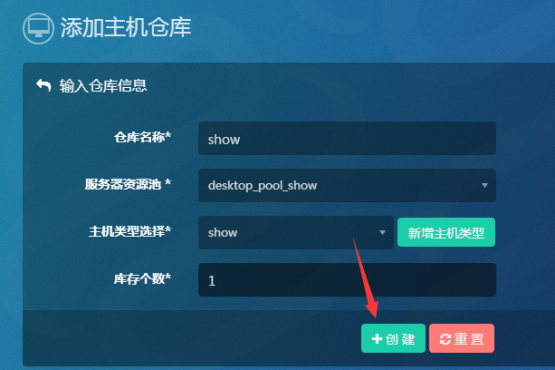 添加主机仓库
输入仓库信息
仓库名称* show
服务器资源池 * desktop_pool_show
主机类型选择* show 新增主机类型
库存个数* 1
创建 重置